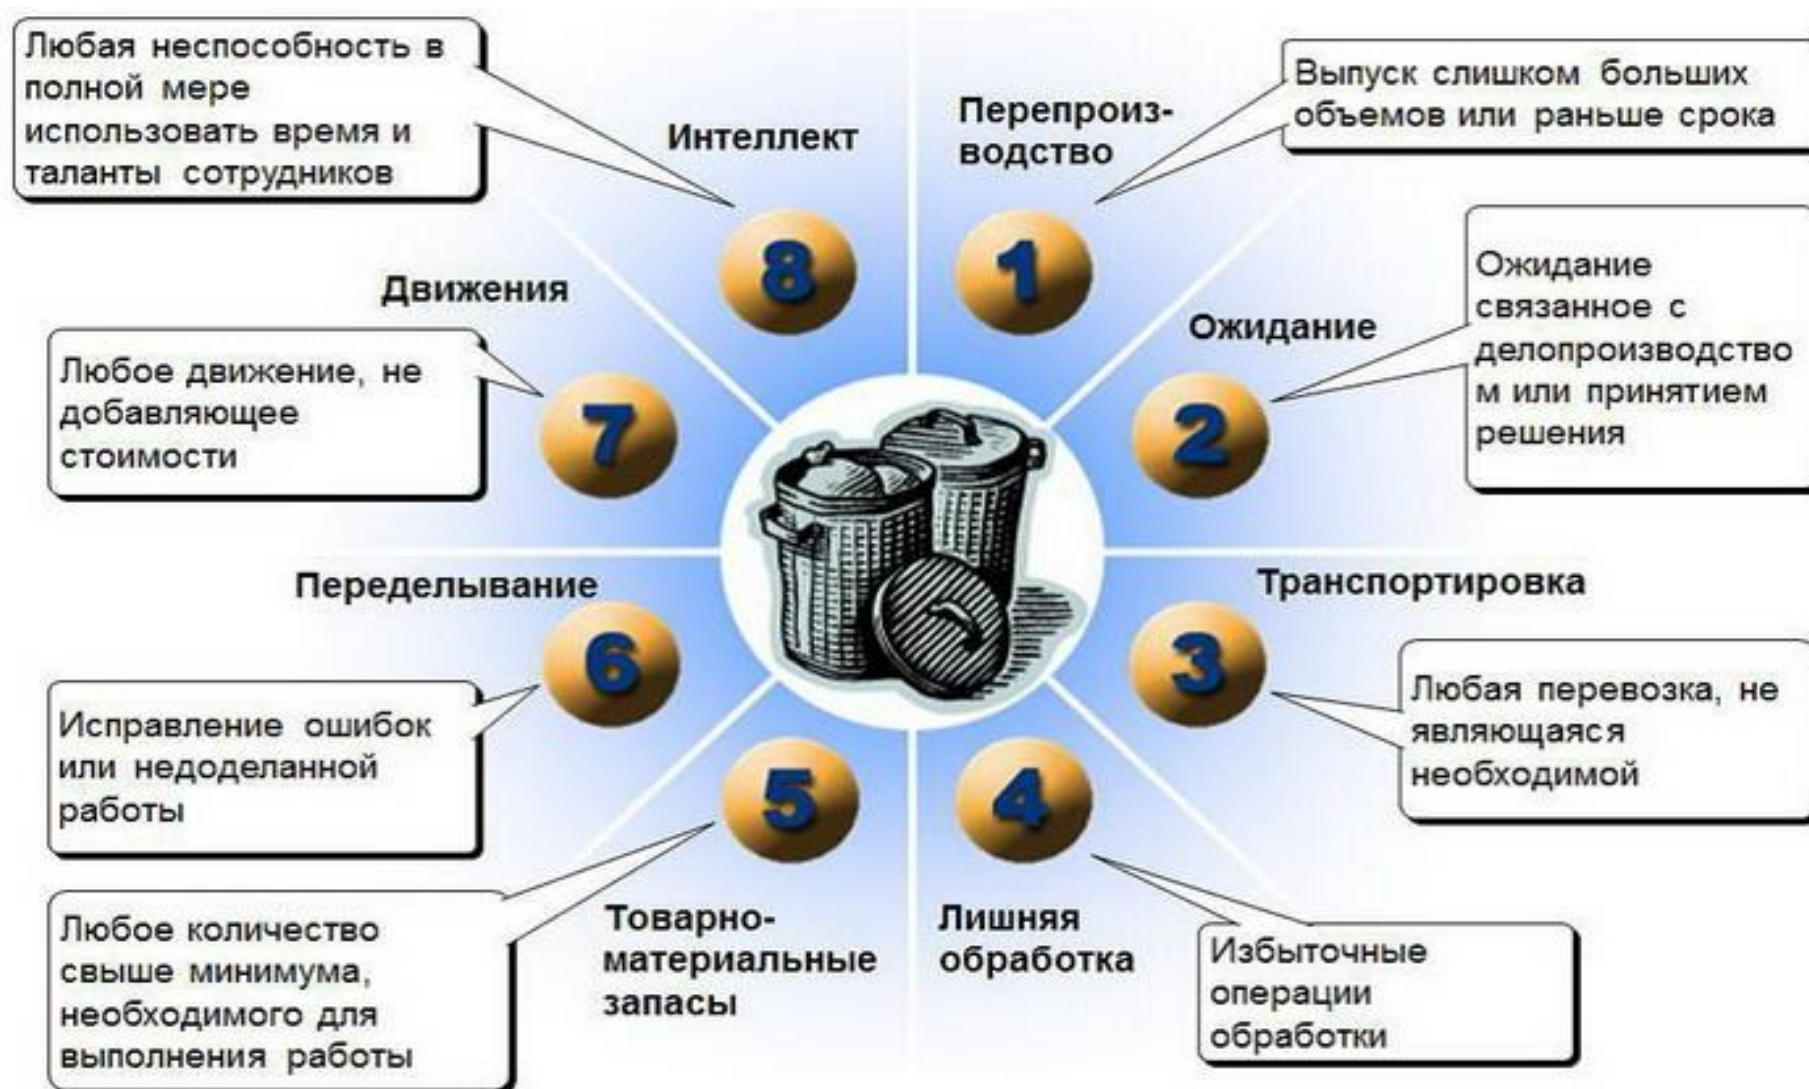 Любая неспособность в
полной мере
использовать время и
таланты сотрудников
Интеллект
8
Перепроиз-
водство
1
Выпуск слишком больших
объемов или раньше срока
Ожидание
2
Ожидание
связанное с
делопроизводство
м или принятием
решения
Транспортировка
3
Любая перевозка, не
являющаяся
необходимой
Лишняя
обработка
4
Избыточные
операции
обработки
Товарно-
материальные
запасы
5
Любое количество
свыше минимума,
необходимого для
выполнения работы
Переделывание
6
Исправление ошибок
или недоделанной
работы
Движения
7
Любое движение, не
добавляющее
стоимости